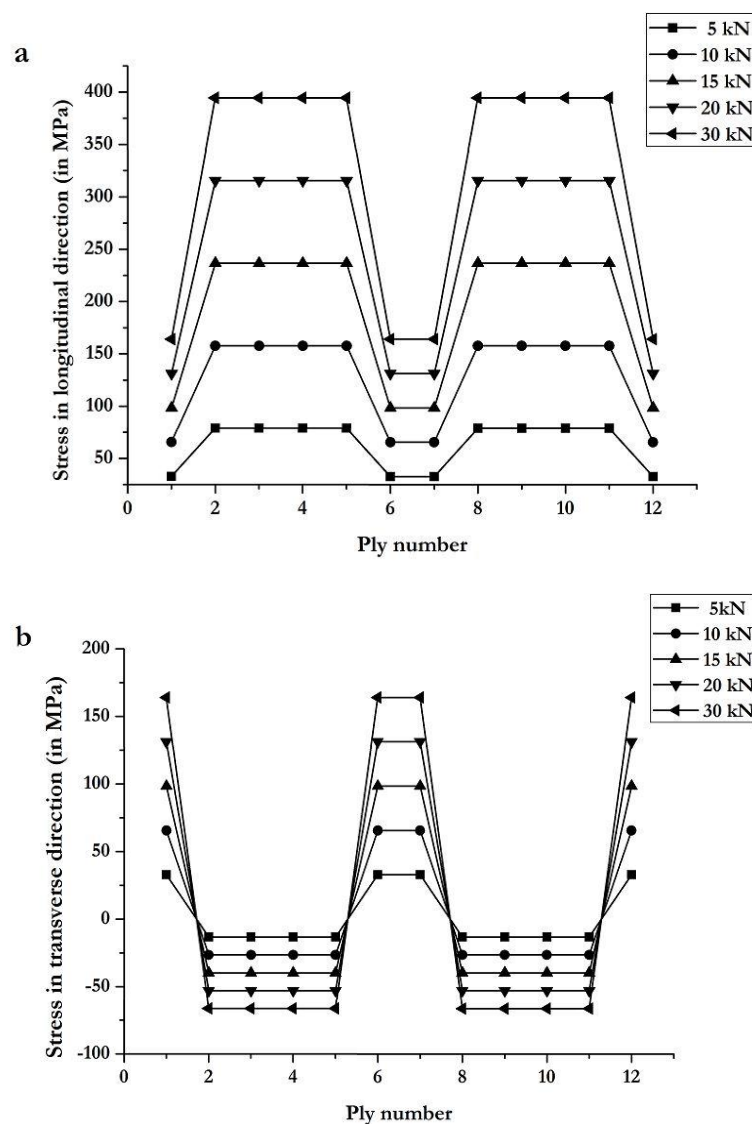 a
5 kN
10 kN
15 kN
20 kN
30 kN
Stress in longitudinal direction (in MPa)
400
350
300
250
200
150
100
50
0
2
4
6
8
10
12
Ply number
b
5kN
10 kN
15 kN
20 kN
30 kN
Stress in transverse direction (in MPa)
200
150
100
50
0
-50
-100
0
2
4
6
8
10
12
Ply number